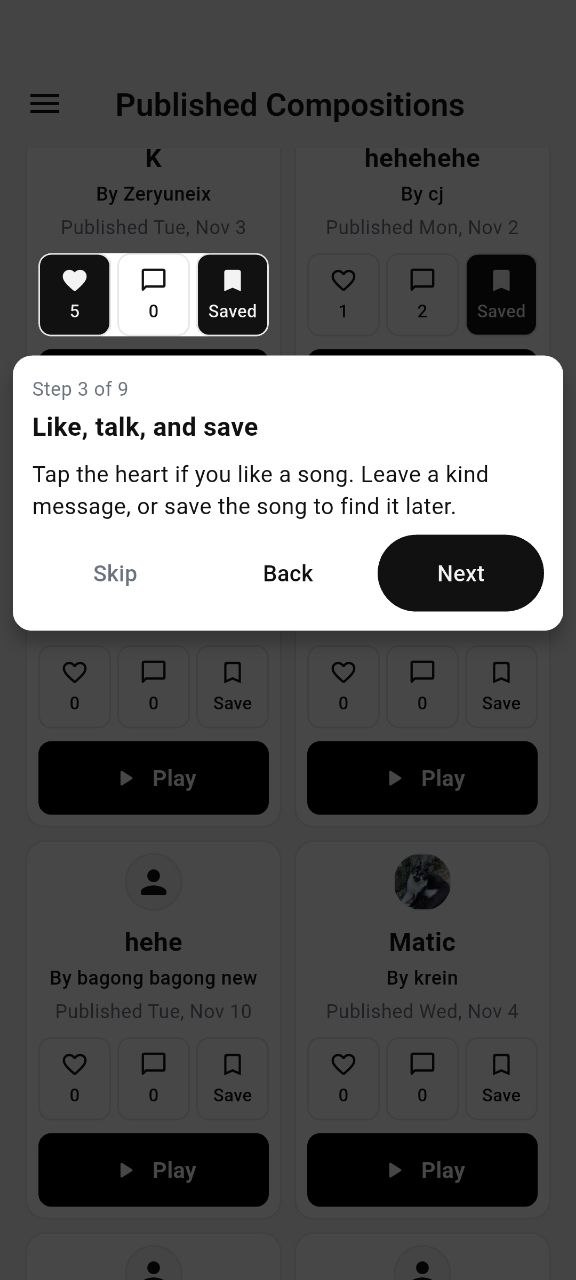 Published Compositions
K
By Zeryuneix
Published Tue, Nov 3
5
0
Saved
hehehehe
By cj
Published Mon, Nov 2
1
2
Saved
Step 3 of 9
Like, talk, and save
Tap the heart if you like a song. Leave a kind
message, or save the song to find it later.
Skip
Back
Next
0
0
Save
Play
0
0
Save
Play
hehe
By bagong bagong new
Published Tue, Nov 10
0
0
Save
Play
Matic
By krein
Published Wed, Nov 4
0
0
Save
Play